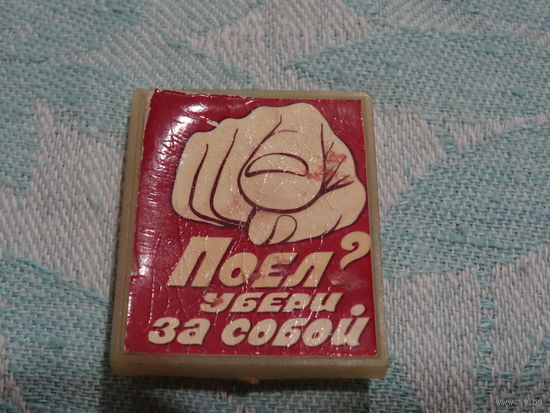 Поел?
убери
за собой